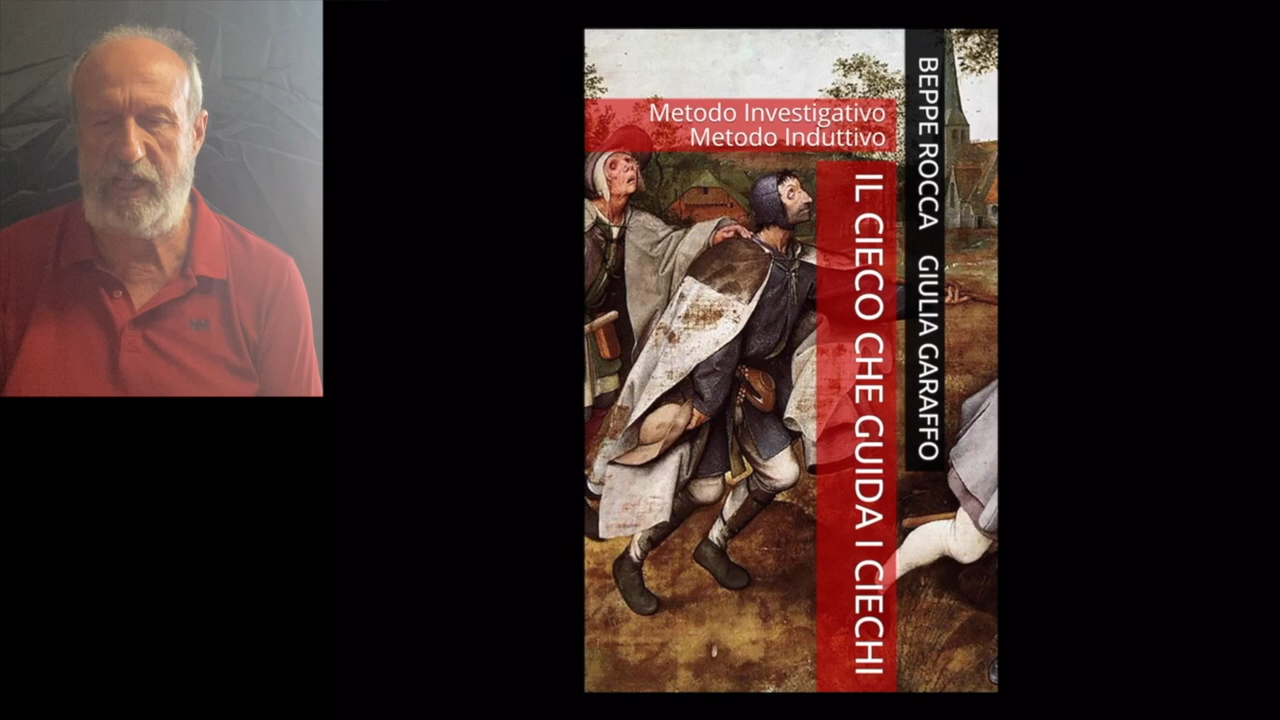 Metodo Investigativo
Metodo Induttivo
IL CIECO CHE GUIDA I CIECHI
BEPPE ROCCA GIULIA GARAFFO